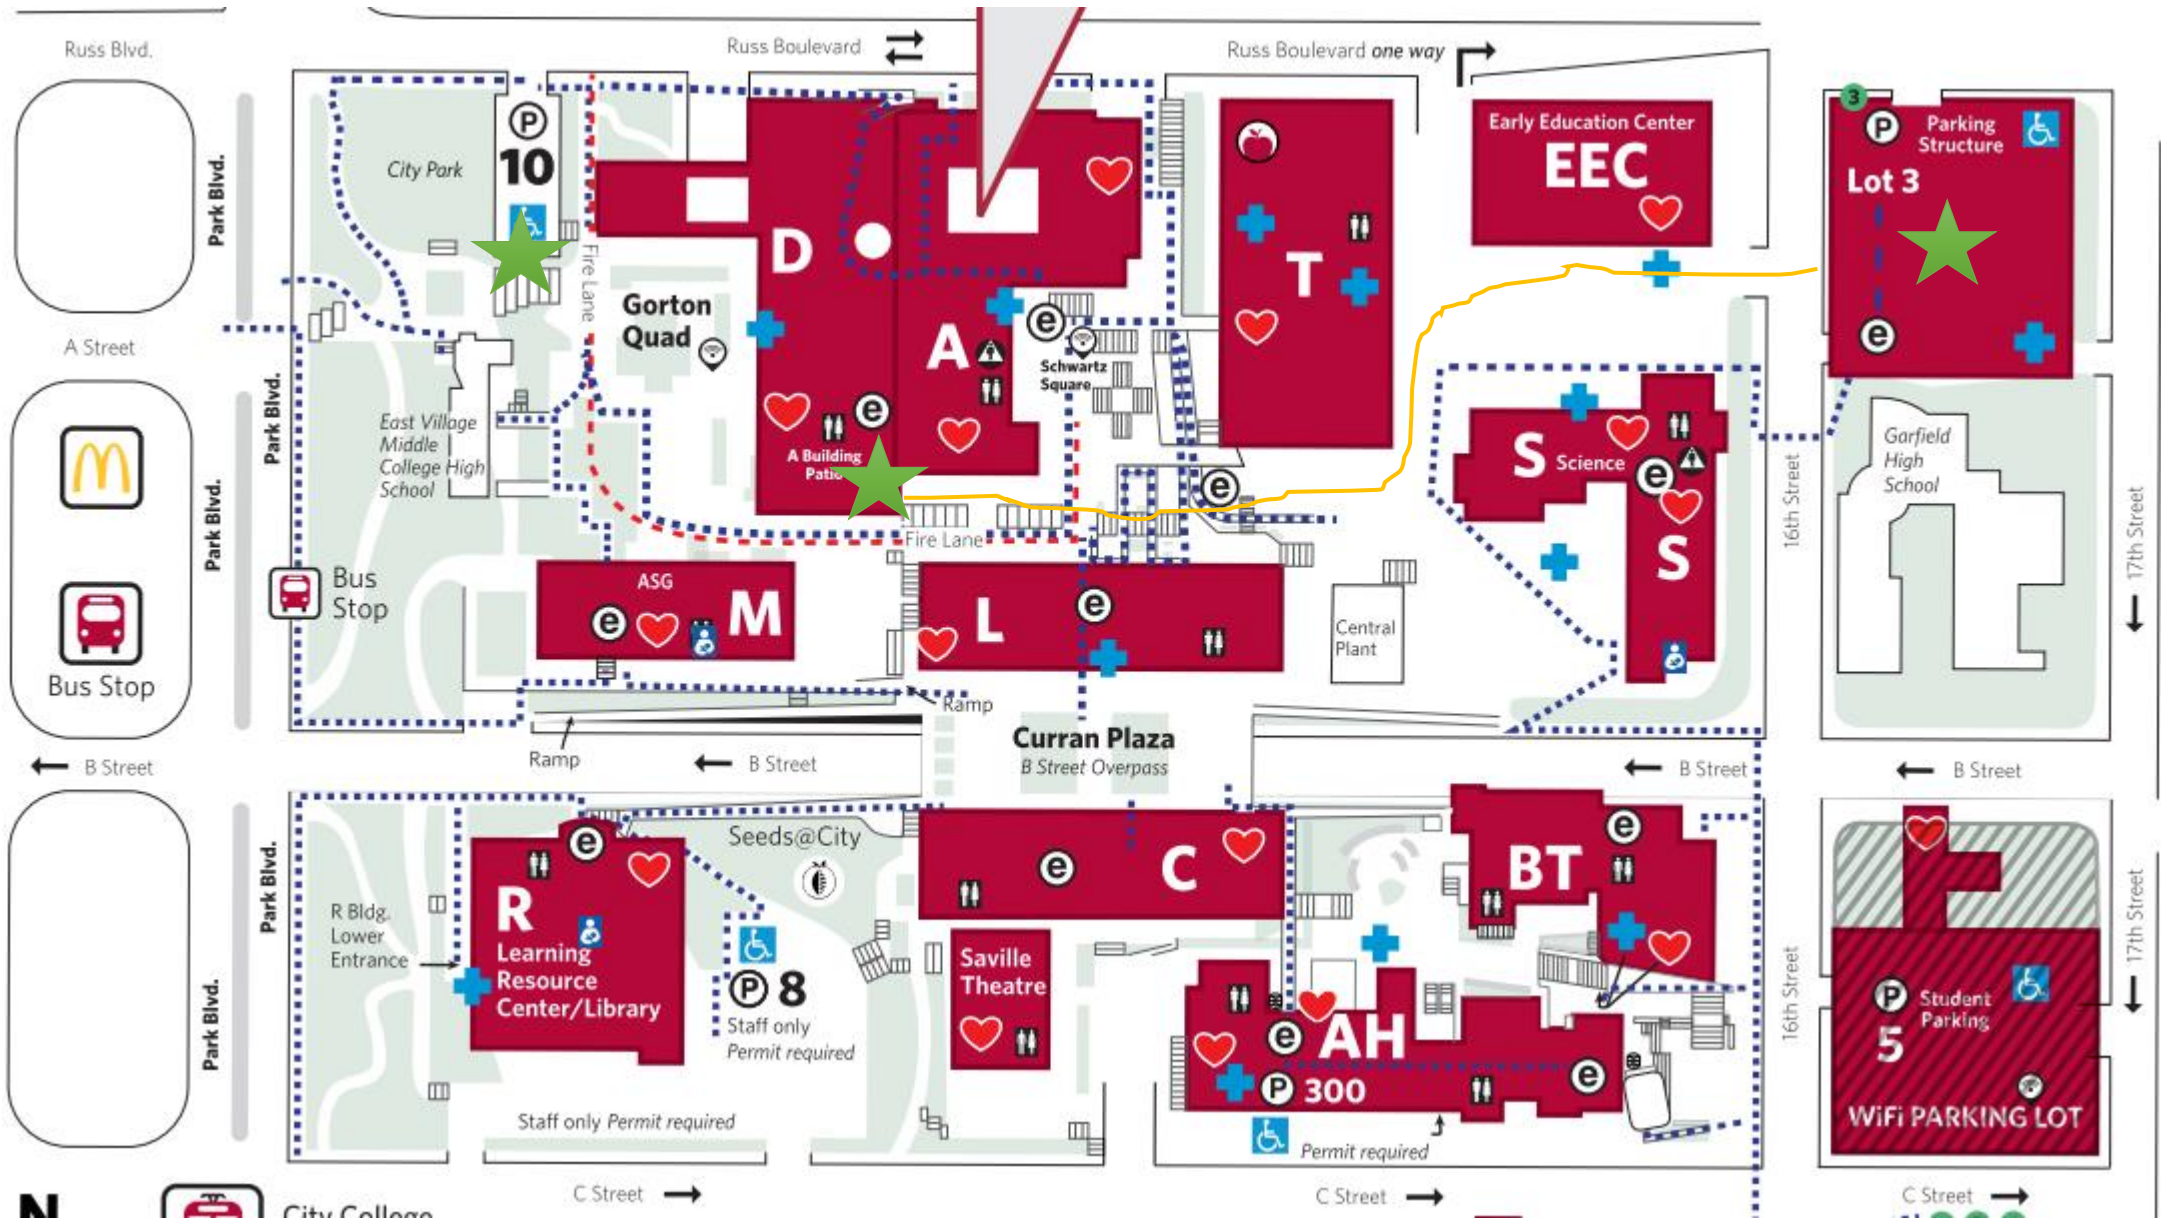 Russ Blvd.
Russ Boulevard
Russ Boulevard one way
Park Blvd.
City Park
P
10
Fire Lane
D
Gorton
Quad
A
e
Schwartz
Square
e
A Building
Patio
T
Early Education Center
EEC
3
P
Parking
Structure
Lot 3
e
A Street
Park Blvd.
Park Blvd.
East Village
Middle
College High
School
Bus
Stop
Bus Stop
Fire Lane
e
S
Science
e
S
16th Street
Garfield
High
School
17th Street
ASG
e
M
L
e
Central
Plant
Ramp
Ramp
Curran Plaza
B Street Overpass
B Street
B Street
B Street
B Street
Park Blvd.
Park Blvd.
e
R
Learning
Resource
Center/Library
R Bldg.
Lower
Entrance
Seeds@City
P 8
Staff only
Permit required
Staff only Permit required
e
C
Saville
Theatre
e
BT
e
AH
e
P 300
Permit required
16th Street
17th Street
P
Student
Parking
5
WiFi PARKING LOT
C Street
C Street
C Street
N
City College